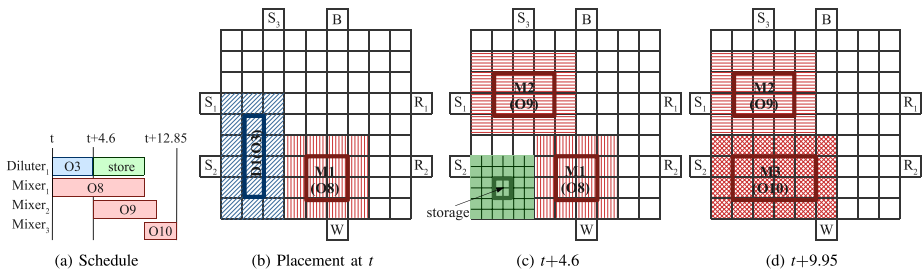 t
t+4.6
t+12.85
Diluter1
O3
store
Mixer1
O8
Mixer2
O9
Mixer3
O10
(a) Schedule
S3
B
S1
R1
S2
R2
D1(O3)
M1
(O8)
W
(b) Placement at t
S3
B
M2
(O9)
S1
R1
S2
R2
M1
(O8)
storage
W
(c) t+4.6
S3
B
M2
(O9)
S1
R1
S2
R2
M3
(O10)
W
(d) t+9.95